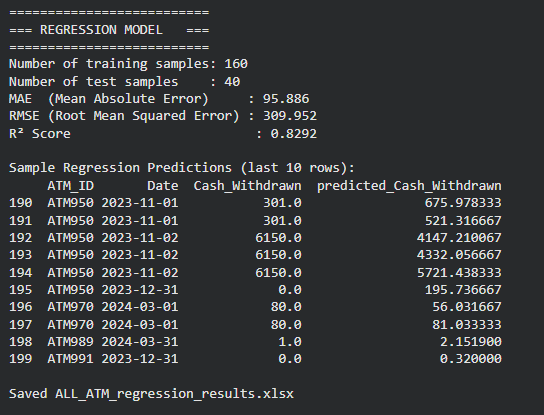 ==========================
=== REGRESSION MODEL   ===
==========================
Number of training samples: 160
Number of test samples    : 40
MAE  (Mean Absolute Error)     : 95.886
RMSE (Root Mean Squared Error) : 309.952
R² Score                        : 0.8292

Sample Regression Predictions (last 10 rows):
     ATM_ID       Date  Cash_Withdrawn  predicted_Cash_Withdrawn
190  ATM950 2023-11-01           301.0                675.978333
191  ATM950 2023-11-01           301.0                521.316667
192  ATM950 2023-11-02          6150.0               4147.210067
193  ATM950 2023-11-02          6150.0               4332.056667
194  ATM950 2023-11-02          6150.0               5721.438333
195  ATM950 2023-12-31             0.0                195.736667
196  ATM970 2024-03-01            80.0                 56.031667
197  ATM970 2024-03-01            80.0                 81.033333
198  ATM989 2024-03-31             1.0                  2.151900
199  ATM991 2023-12-31             0.0                  0.320000

Saved ALL_ATM_regression_results.xlsx